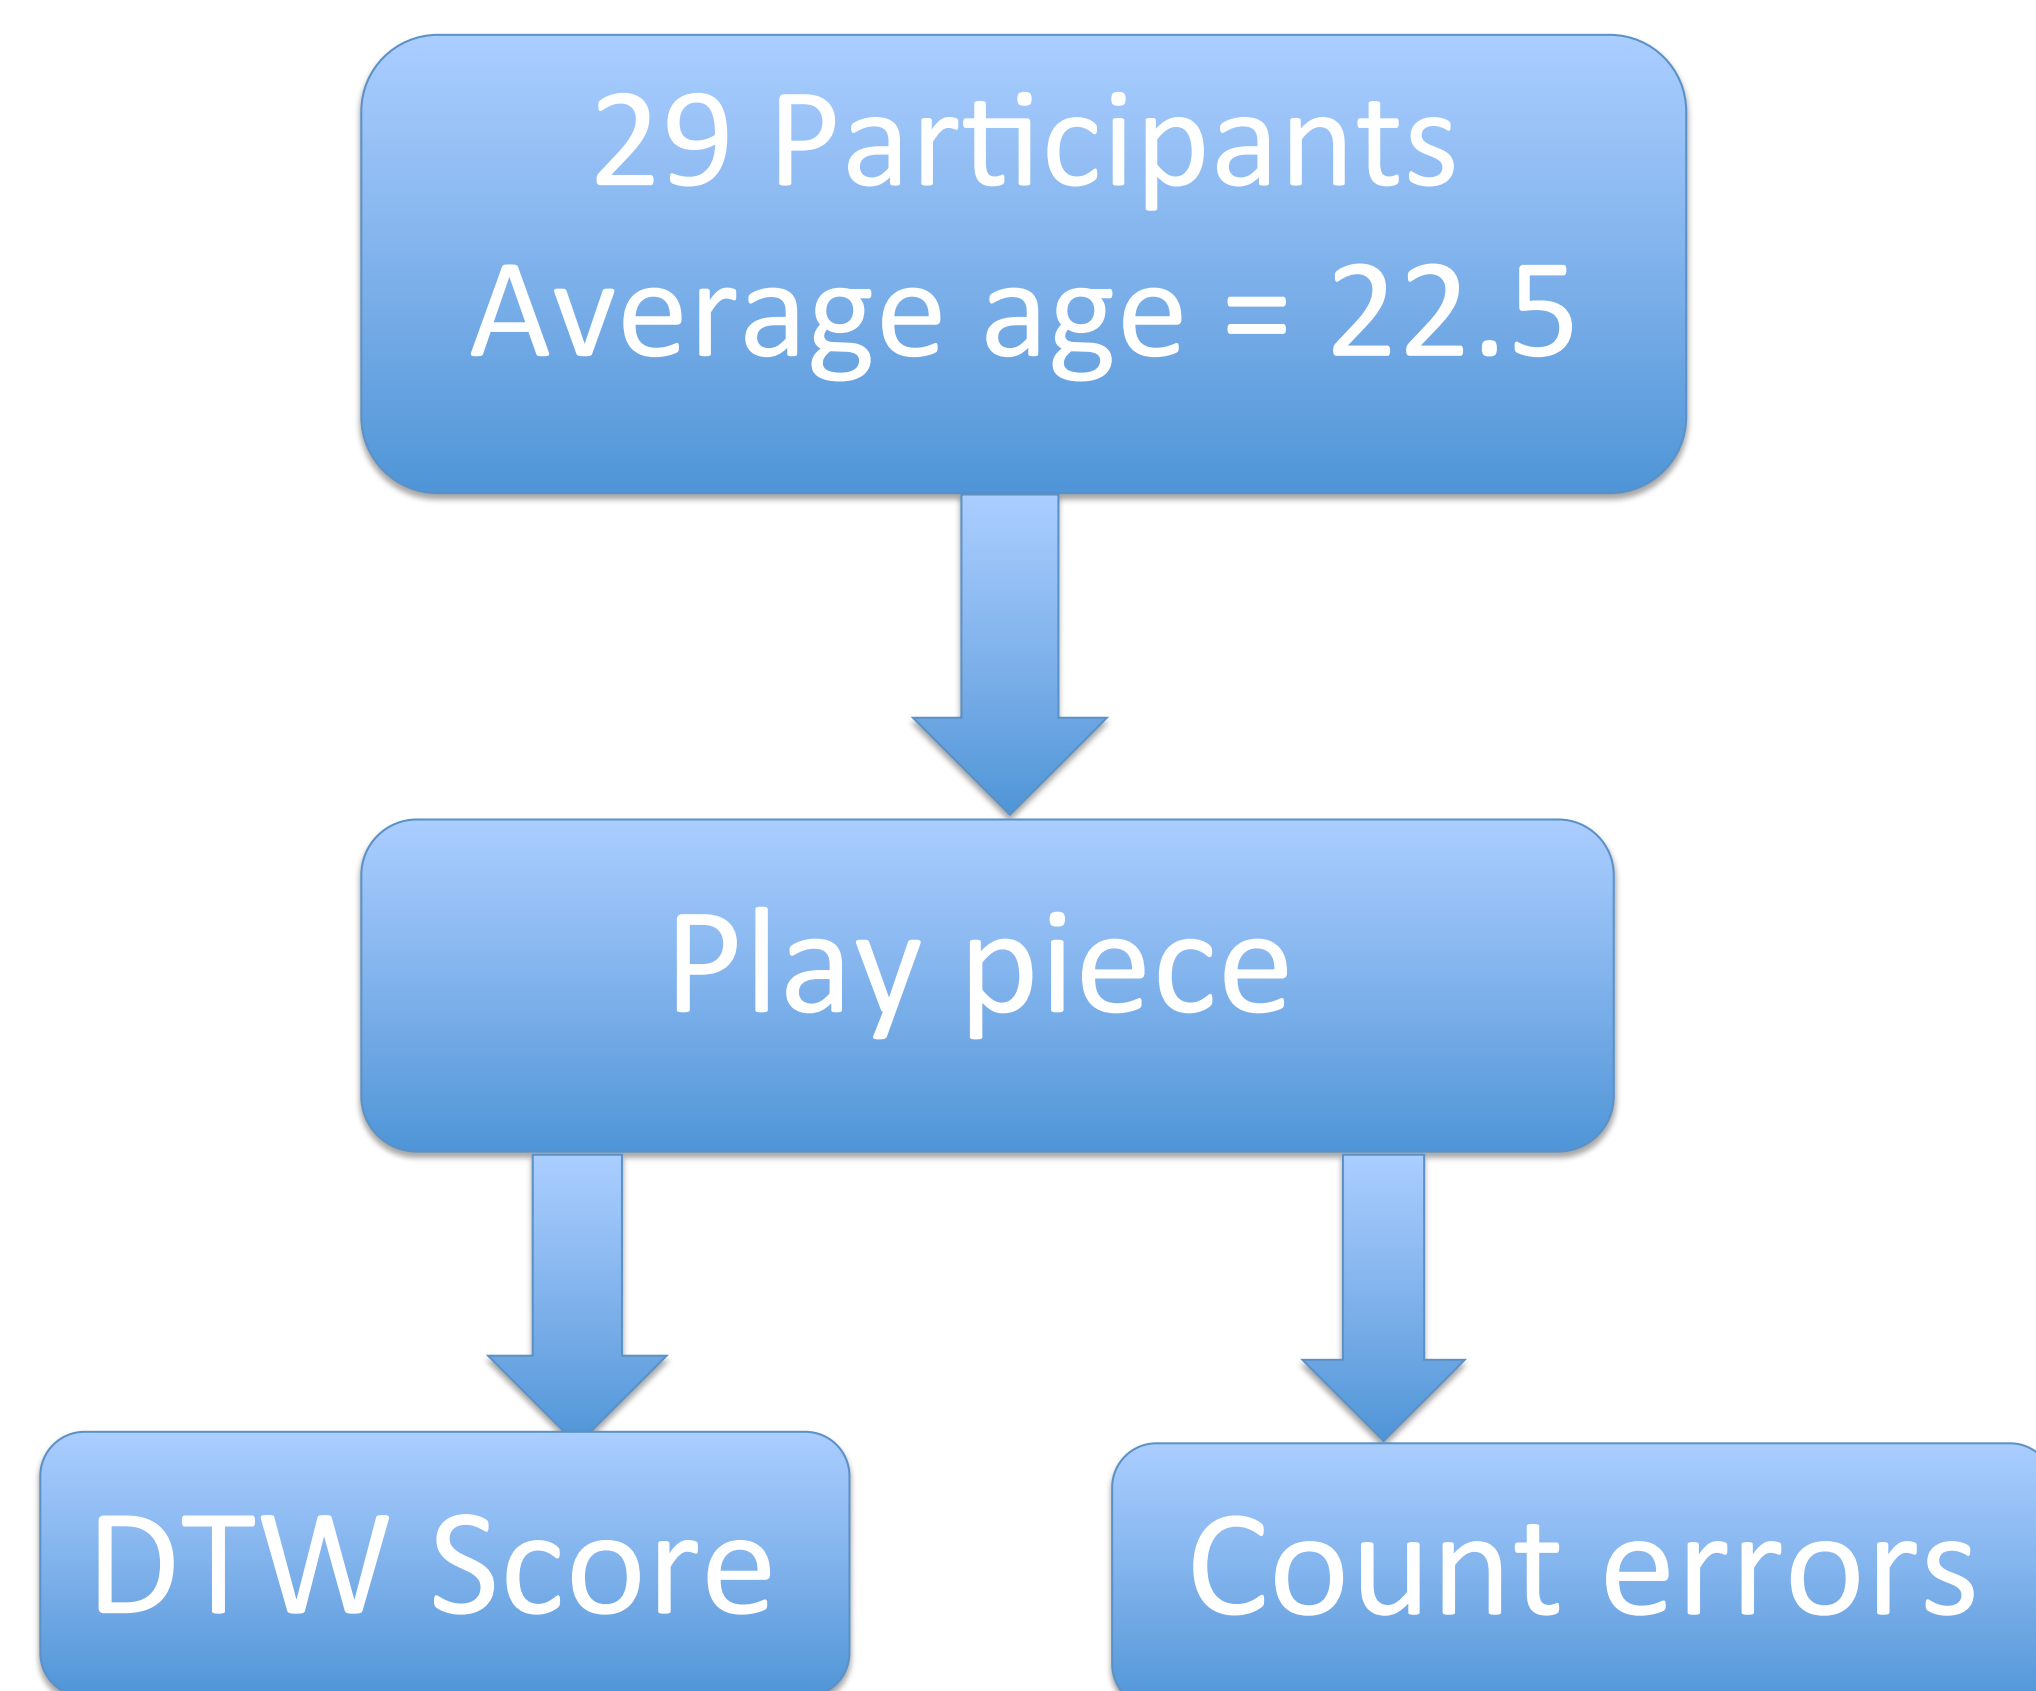 29 Participants
Average age = 22.5
Play piece
DTW Score
Count errors